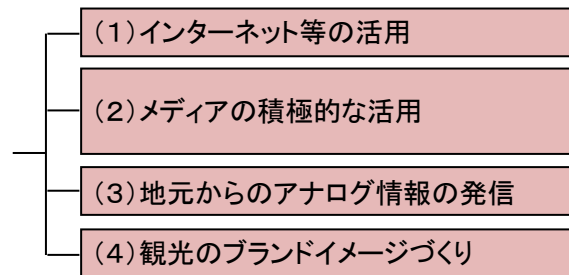 （1）インターネット等の活用
（2）メディアの積極的な活用
（3）地元からのアナログ情報の発信
（4）観光のブランドイメージづくり